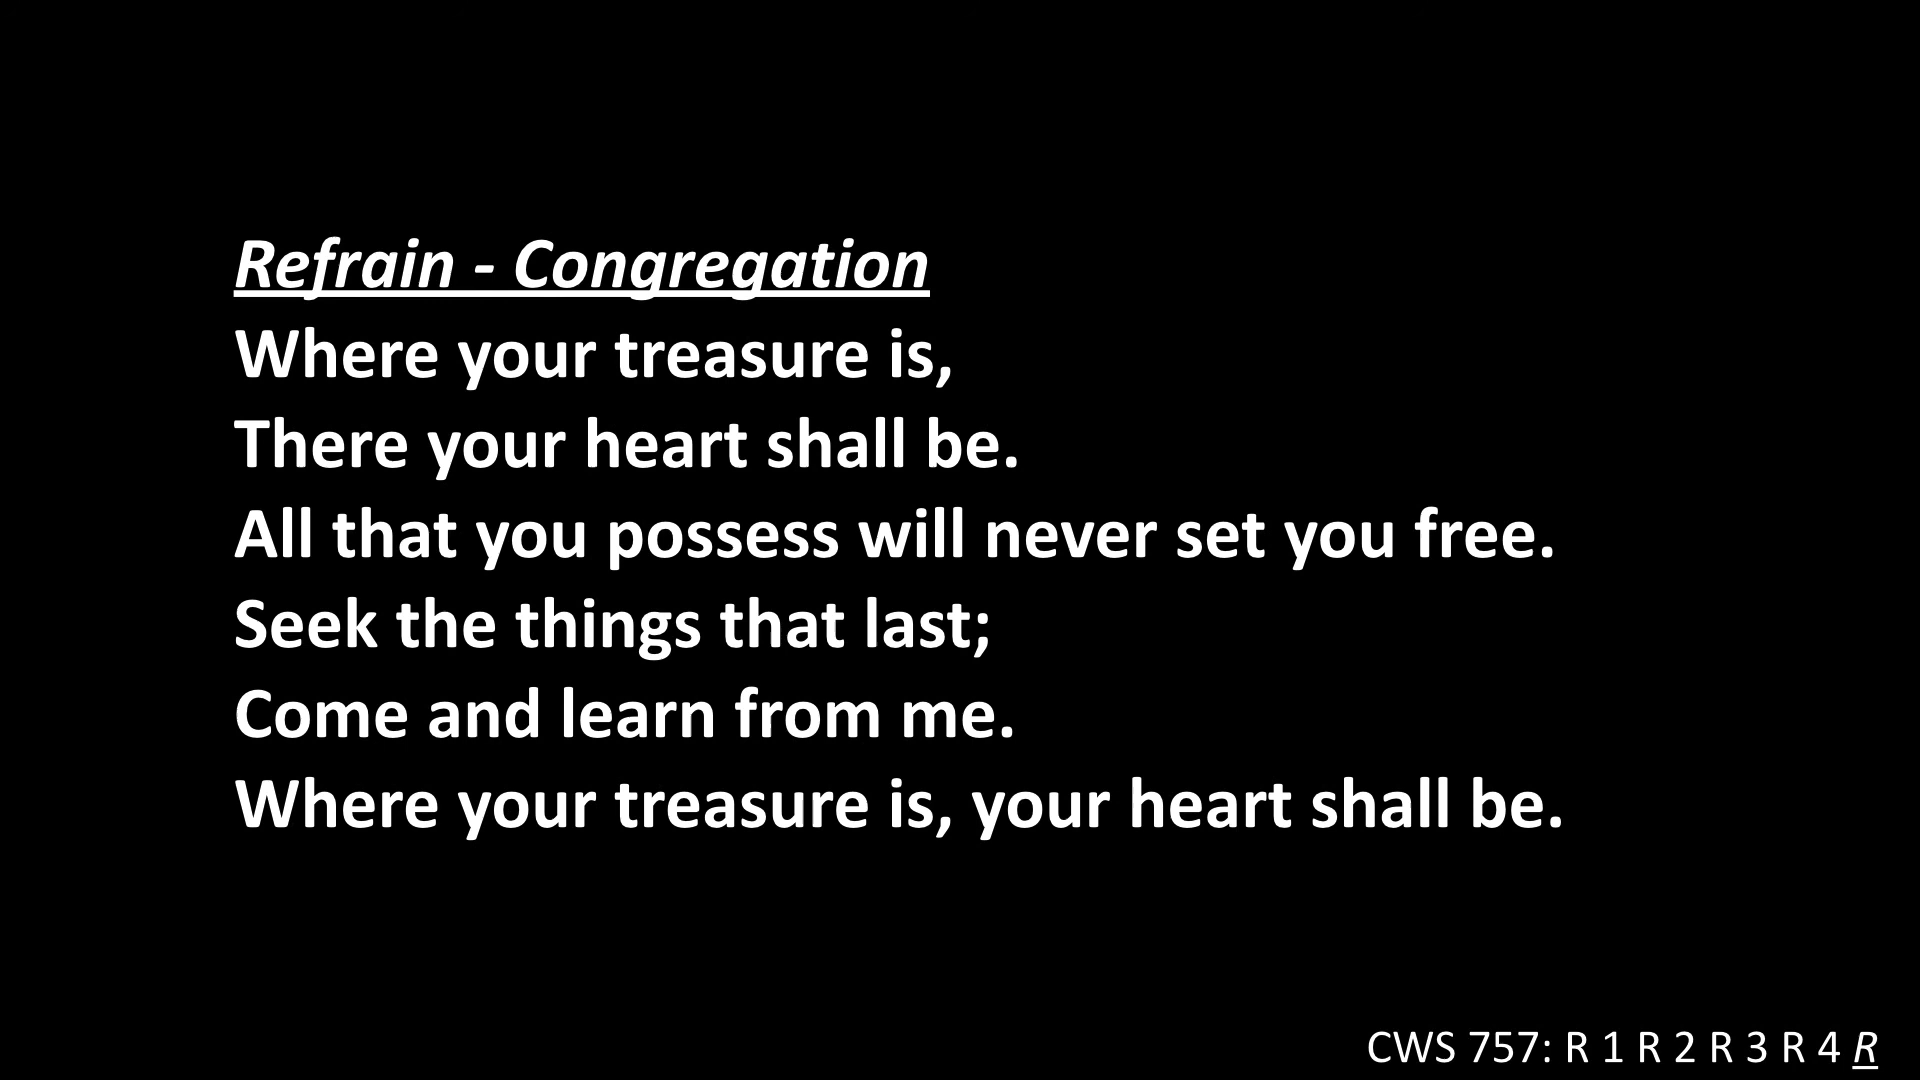 Refrain - Congregation
Where your treasure is,
There your heart shall be.
All that you possess will never set you free.
Seek the things that last;
Come and learn from me.
Where your treasure is, your heart shall be.
CWS 757: R 1 R 2 R 3 R 4 R